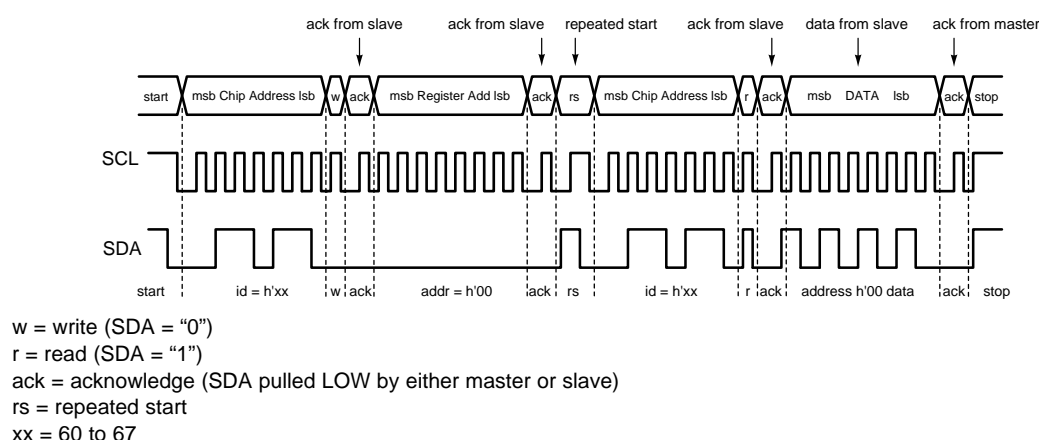 ack from slave ack from slave repeated start ack from slave data from slave ack from master
start msb Chip Address lsb w ack msb Register Add lsb ack rs msb Chip Address lsb r ack msb DATA lsb ack stop
SCL
SDA
start id = h'xx w ack addr = h'00 ack rs id = h'xx r ack address h'00 data ack stop
w = write (SDA = “0”)
r = read (SDA = “1”)
ack = acknowledge (SDA pulled LOW by either master or slave)
rs = repeated start
xx = 60 to 67